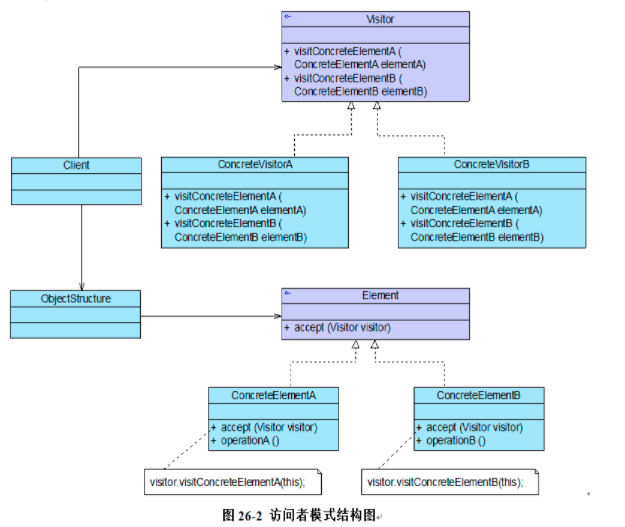 Visitor
+ visitConcreteElementA (
ConcreteElementA elementA)
+ visitConcreteElementB (
ConcreteElementB elementB)
Client
ConcreteVisitorA
+ visitConcreteElementA (
ConcreteElementA elementA)
+ visitConcreteElementB (
ConcreteElementB elementB)
ConcreteVisitorB
+ visitConcreteElementA (
ConcreteElementA elementA)
+ visitConcreteElementB (
ConcreteElementB elementB)
ObjectStructure
Element
+ accept (Visitor visitor)
ConcreteElementA
+ accept (Visitor visitor)
+ operationA ()
ConcreteElementB
+ accept (Visitor visitor)
+ operationB ()
visitor.visitConcreteElementA(this);
visitor.visitConcreteElementB(this);
图 26-2 访问者模式结构图